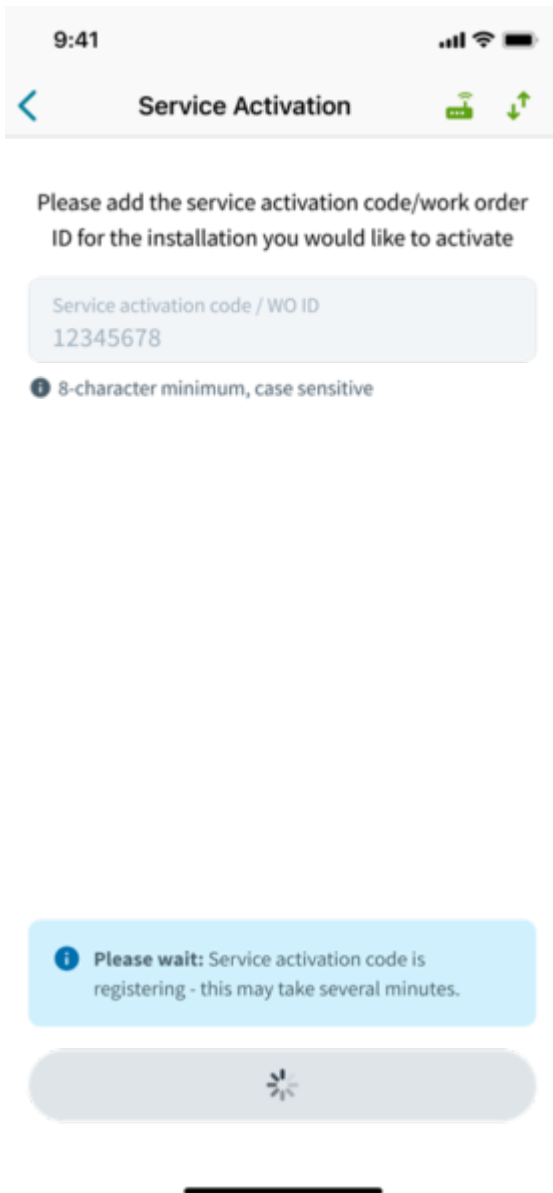 9:41
Service Activation
Please add the service activation code/work order
ID for the installation you would like to activate
Service activation code / WO ID
12345678
8-character minimum, case sensitive
Please wait: Service activation code is
registering - this may take several minutes.